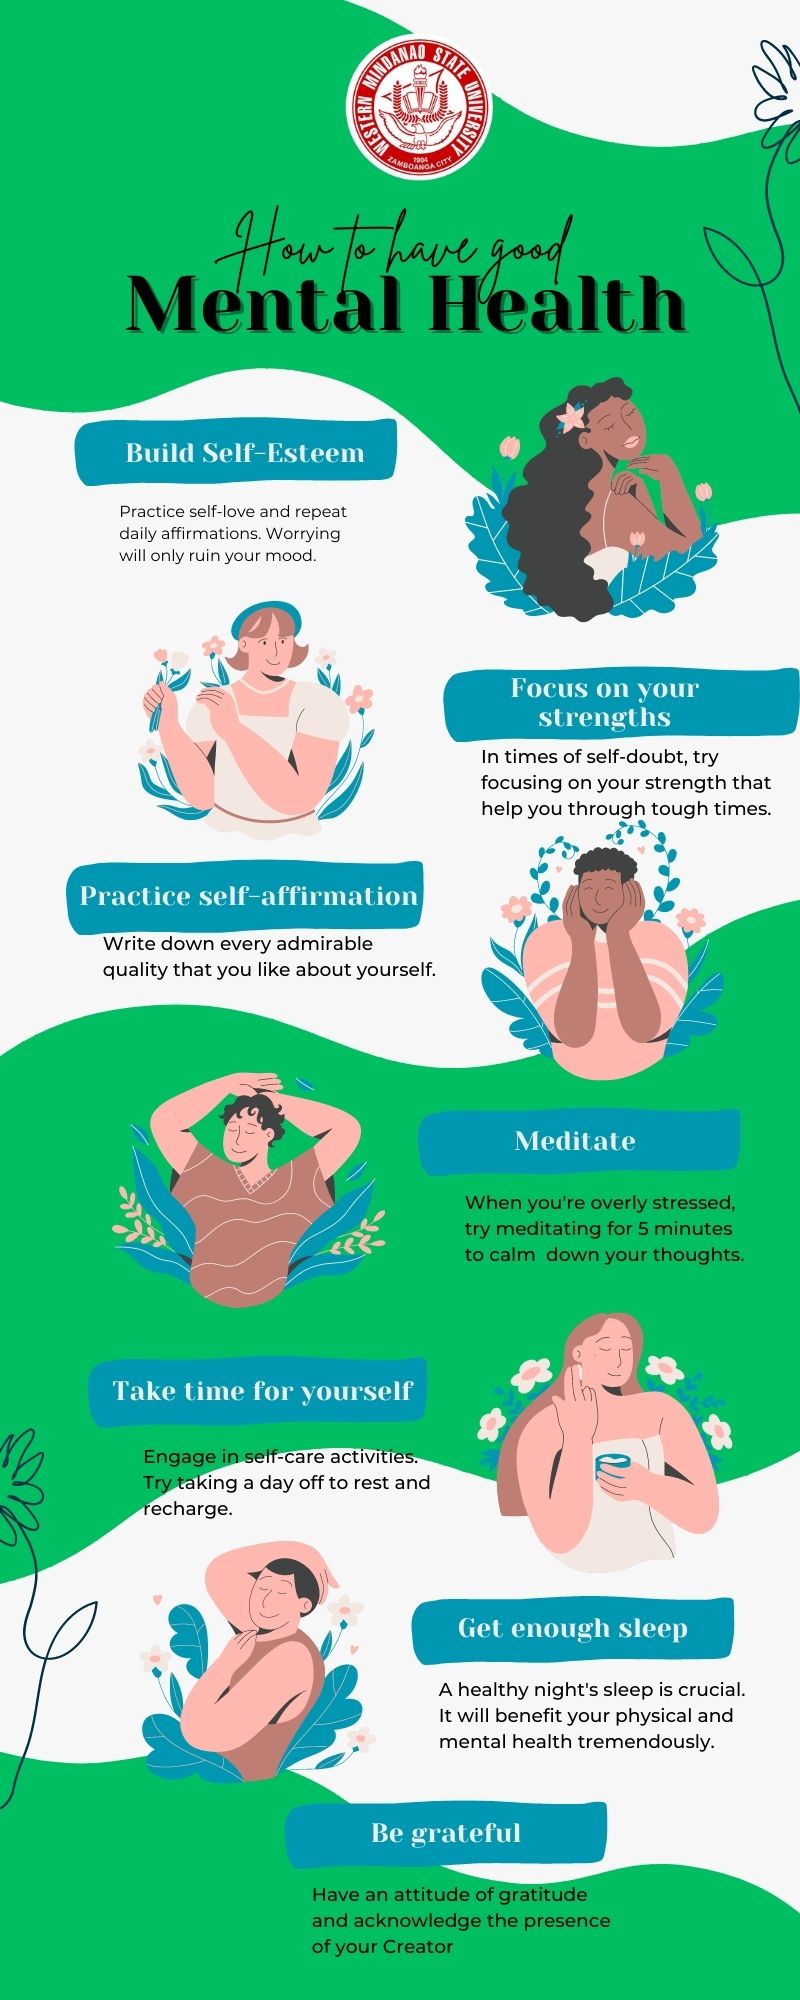 WESTERN MINDANAO STATE UNIVERSITY
1904
ZAMBOANGA CITY
How to have good
Mental Health
Build Self-Esteem
Practice self-love and repeat
daily affirmations. Worrying
will only ruin your mood.
Focus on your
strengths
In times of self-doubt, try
focusing on your strength that
help you through tough times.
Practice self-affirmation
Write down every admirable
quality that you like about yourself.
Meditate
When you're overly stressed,
try meditating for 5 minutes
to calm  down your thoughts.
Take time for yourself
Engage in self-care activities.
Try taking a day off to rest and
recharge.
Get enough sleep
A healthy night's sleep is crucial.
It will benefit your physical and
mental health tremendously.
Be grateful
Have an attitude of gratitude
and acknowledge the presence
of your Creator